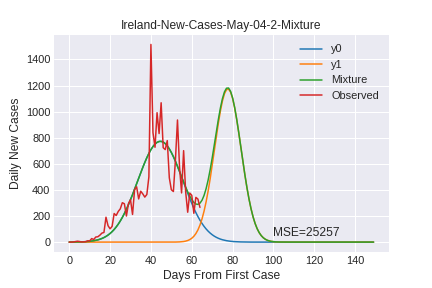 Ireland-New-Cases-May-04-2-Mixture
Daily New Cases
1400
1200
1000
800
600
400
200
0
y0
y1
Mixture
Observed
MSE=25257
0 20 40 60 80 100 120 140
Days From First Case